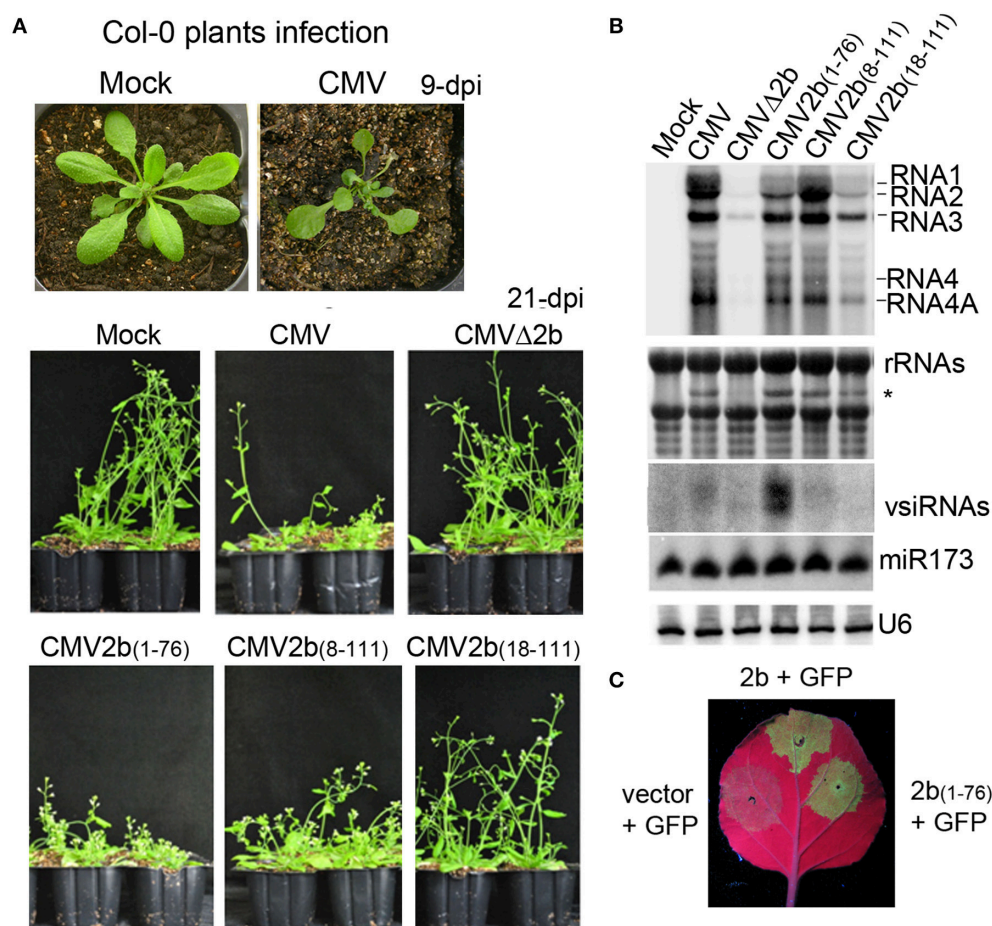 A
Col-0 plants infection
Mock CMV 9-dpi
21-dpi
Mock CMV CMVΔ2b
CMV2b(1-76) CMV2b(8-111) CMV2b(18-111)
B
Mock
CMV
CMVΔ2b
CMV2b(1-76)
CMV2b(8-111)
CMV2b(18-111)
RNA1
RNA2
RNA3
RNA4
RNA4A
rRNAs
*
vsiRNAs
miR173
U6
C
2b + GFP
vector
+ GFP
2b(1-76)
+ GFP